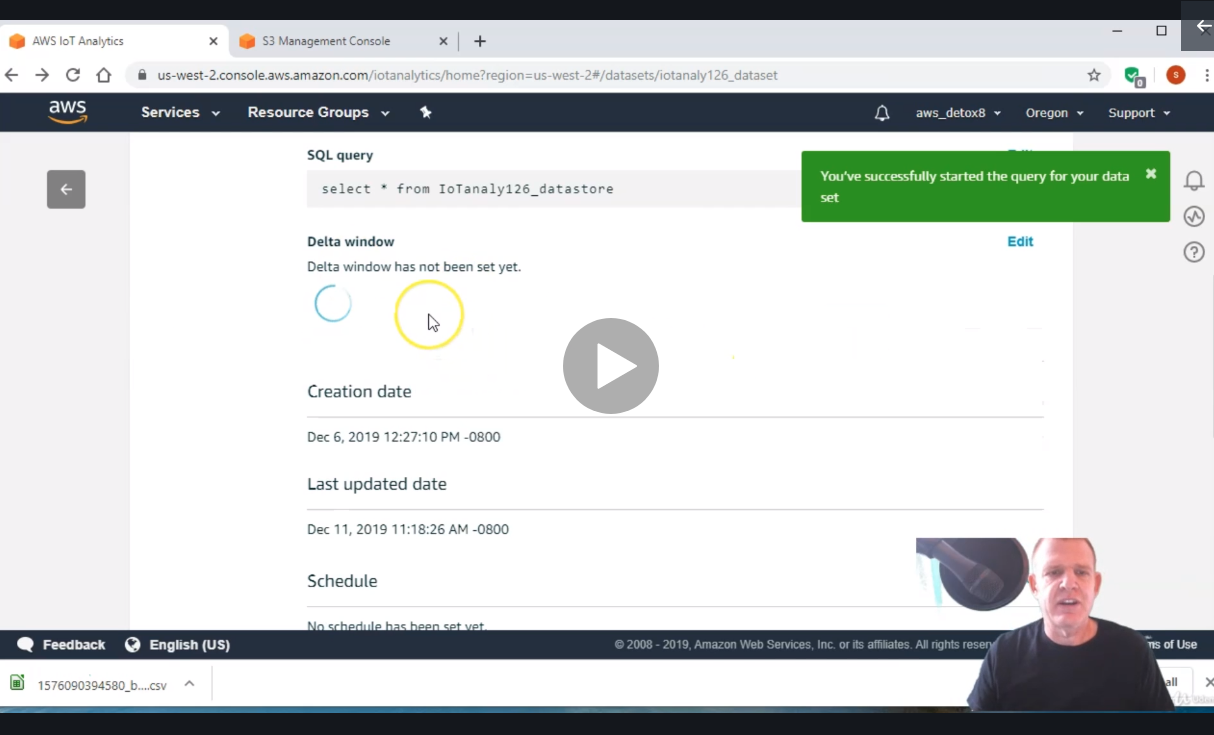 AWS IoT Analytics
S3 Management Console
us-west-2.console.aws.amazon.com/iotanalytics/home?region=us-west-2#/datasets/iotanaly126_dataset
0
S
aws
Services
Resource Groups
aws_detox8
Oregon
Support
SQL query
select * from IoTanaly126_datastore
You've successfully started the query for your data
set
Delta window
Edit
Delta window has not been set yet.
Creation date
Dec 6, 2019 12:27:10 PM -0800
Last updated date
Dec 11, 2019 11:18:26 AM -0800
Schedule
No schedule has been set yet.
Feedback
English (US)
© 2008 - 2019, Amazon Web Services, Inc. or its affiliates. All rights reser
ms of Use
1576090394580_b....csv
all